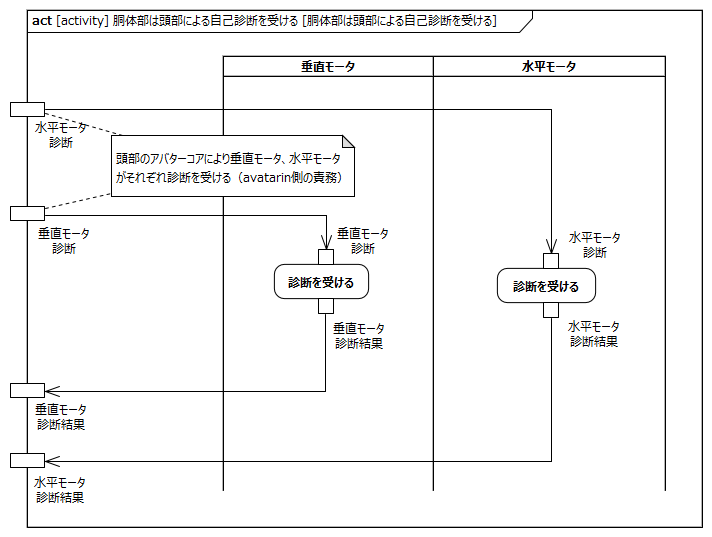 act [activity] 胴体部は頭部による自己診断を受ける [胴体部は頭部による自己診断を受ける]
垂直モータ
水平モータ
水平モータ
診断
頭部のアバターコアにより垂直モータ、水平モータ
がそれぞれ診断を受ける（avatarin側の責務）
垂直モータ
診断
垂直モータ
診断
水平モータ
診断
診断を受ける
診断を受ける
垂直モータ
診断結果
水平モータ
診断結果
垂直モータ
診断結果
水平モータ
診断結果